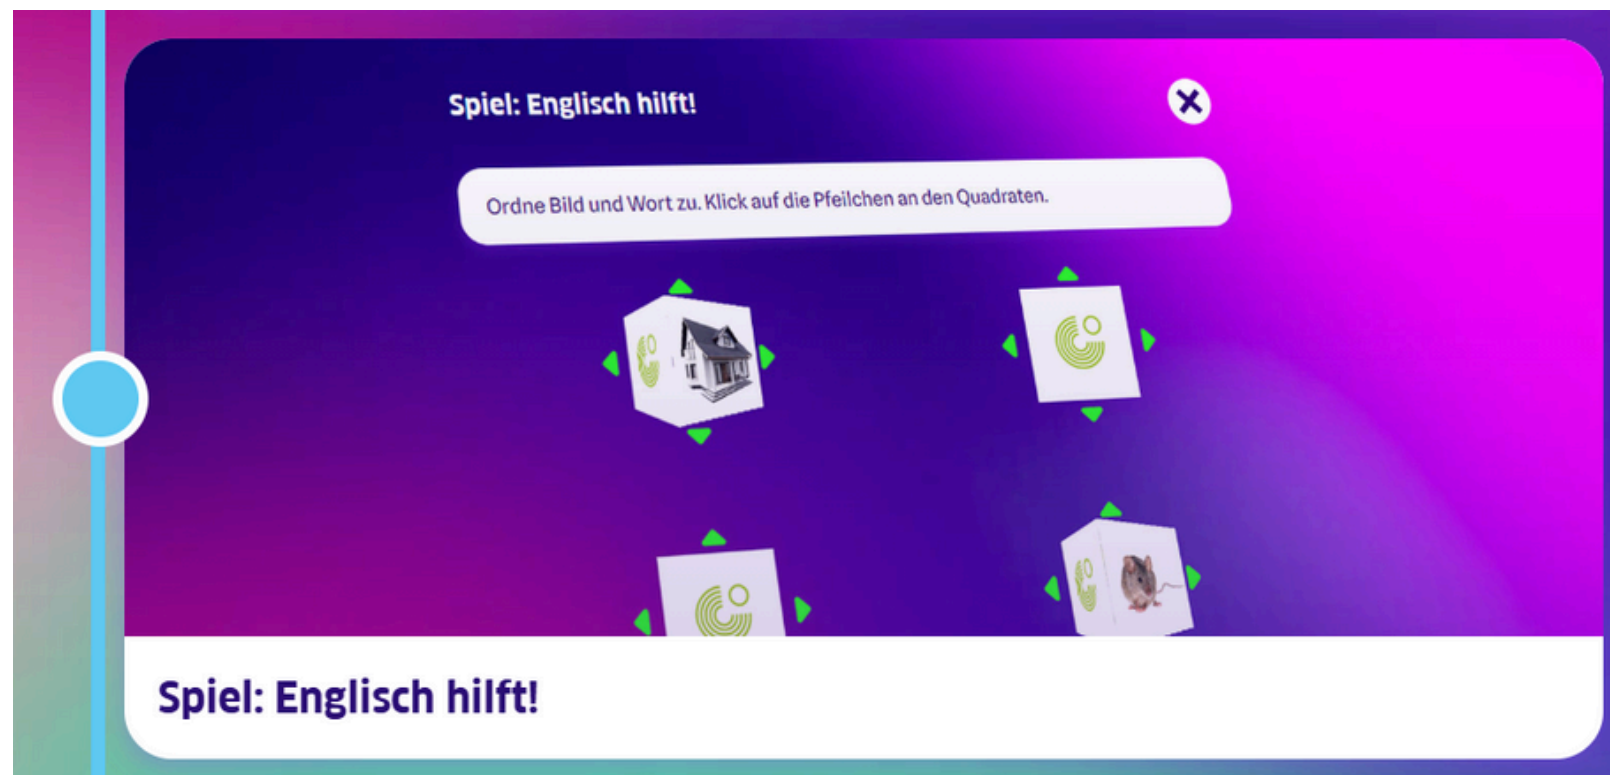 Spiel: Englisch hilft!
Ordne Bild und Wort zu. Klick auf die Pfeilchen an den Quadraten.
Spiel: Englisch hilft!